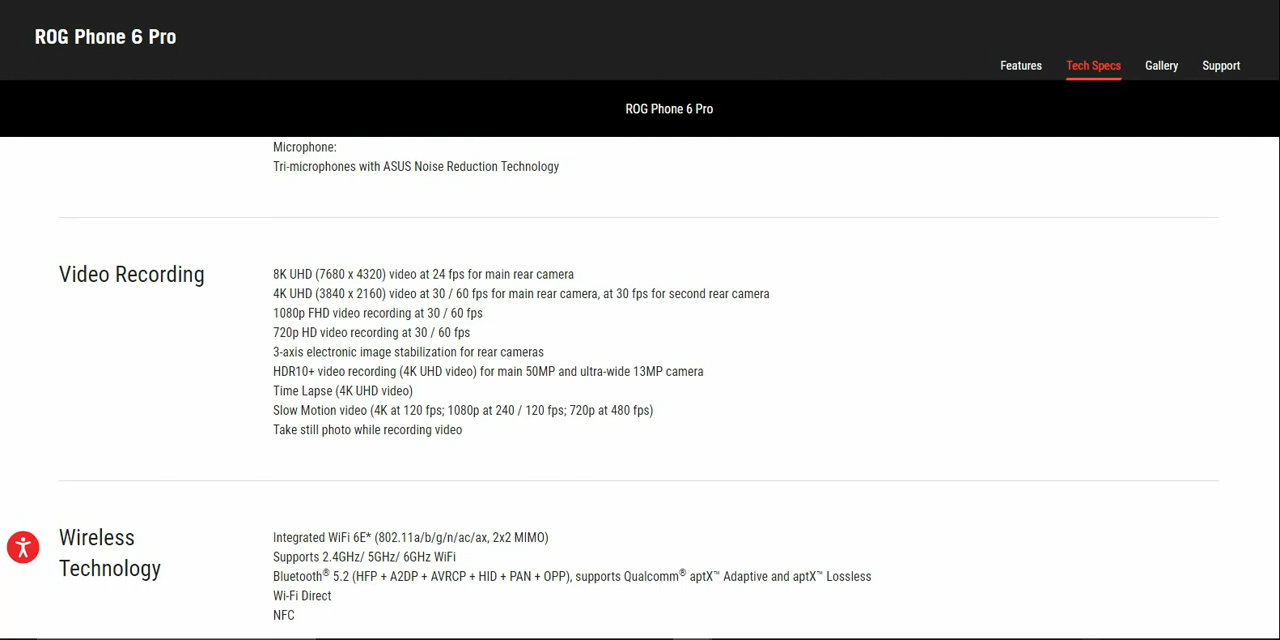 ROG Phone 6 Pro
Features Tech Specs Gallery Support
ROG Phone 6 Pro
Microphone:
Tri-microphones with ASUS Noise Reduction Technology
Video Recording
8K UHD (7680 x 4320) video at 24 fps for main rear camera
4K UHD (3840 x 2160) video at 30 / 60 fps for main rear camera, at 30 fps for second rear camera
1080p FHD video recording at 30 / 60 fps
720p HD video recording at 30 / 60 fps
3-axis electronic image stabilization for rear cameras
HDR10+ video recording (4K UHD video) for main 50MP and ultra-wide 13MP camera
Time Lapse (4K UHD video)
Slow Motion video (4K at 120 fps; 1080p at 240 / 120 fps; 720p at 480 fps)
Take still photo while recording video
Wireless
Technology
Integrated WiFi 6E* (802.11a/b/g/n/ac/ax, 2x2 MIMO)
Supports 2.4GHz/ 5GHz/ 6GHz WiFi
Bluetooth® 5.2 (HFP + A2DP + AVRCP + HID + PAN + OPP), supports Qualcomm® aptX™ Adaptive and aptX™ Lossless
Wi-Fi Direct
NFC